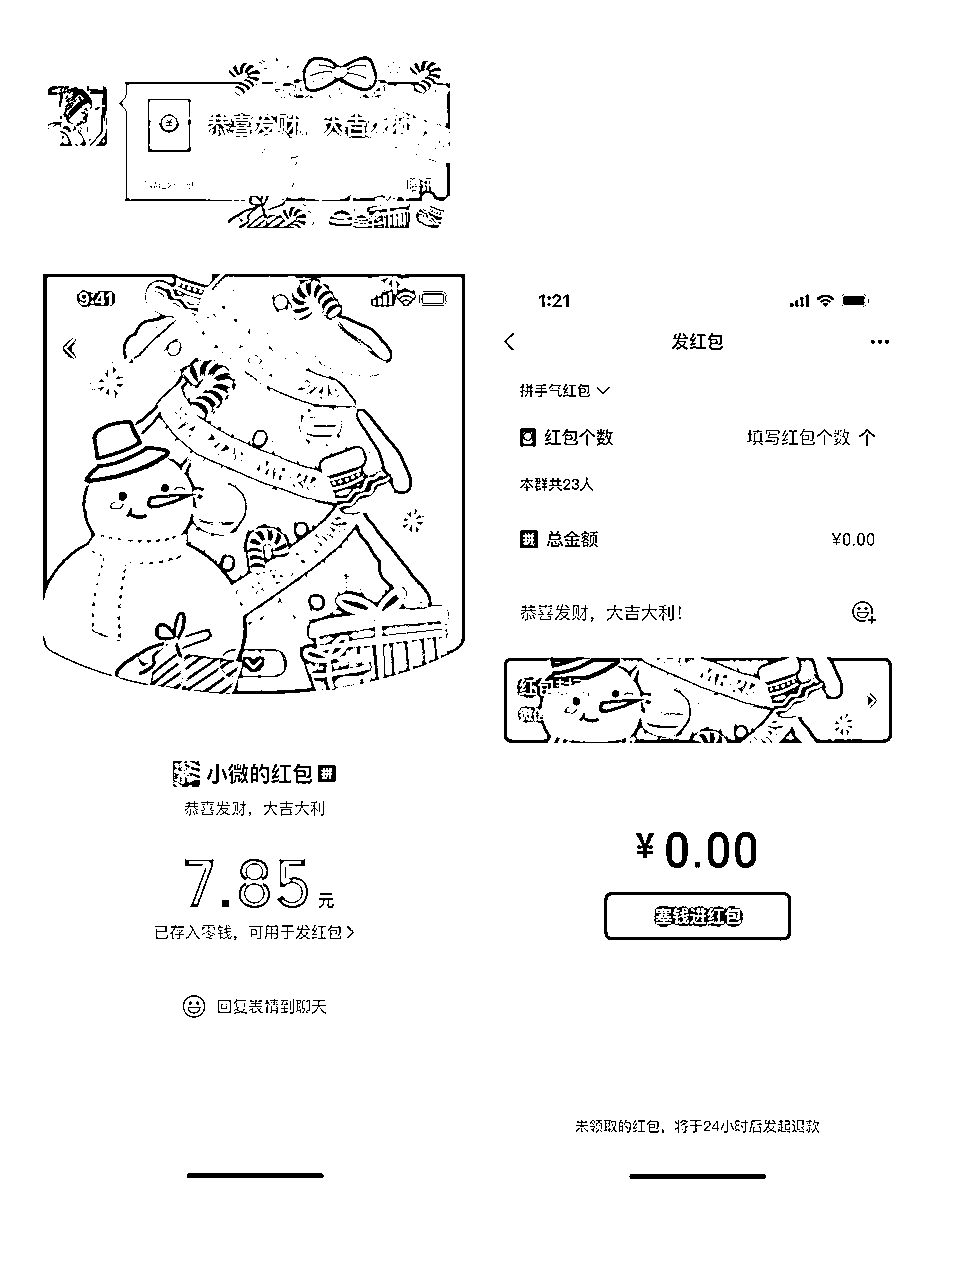 恭喜发财，大吉大利
腾讯
9:41
小微的红包 拼
恭喜发财，大吉大利
7.85 元
已存入零钱，可用于发红包
回复表情到聊天
1:21
发红包
拼手气红包
红包个数 填写红包个数 个
本群共23人
拼 总金额 ¥0.00
恭喜发财，大吉大利！
红包封
微信
¥0.00
塞钱进红包
未领取的红包，将于24小时后发起退款